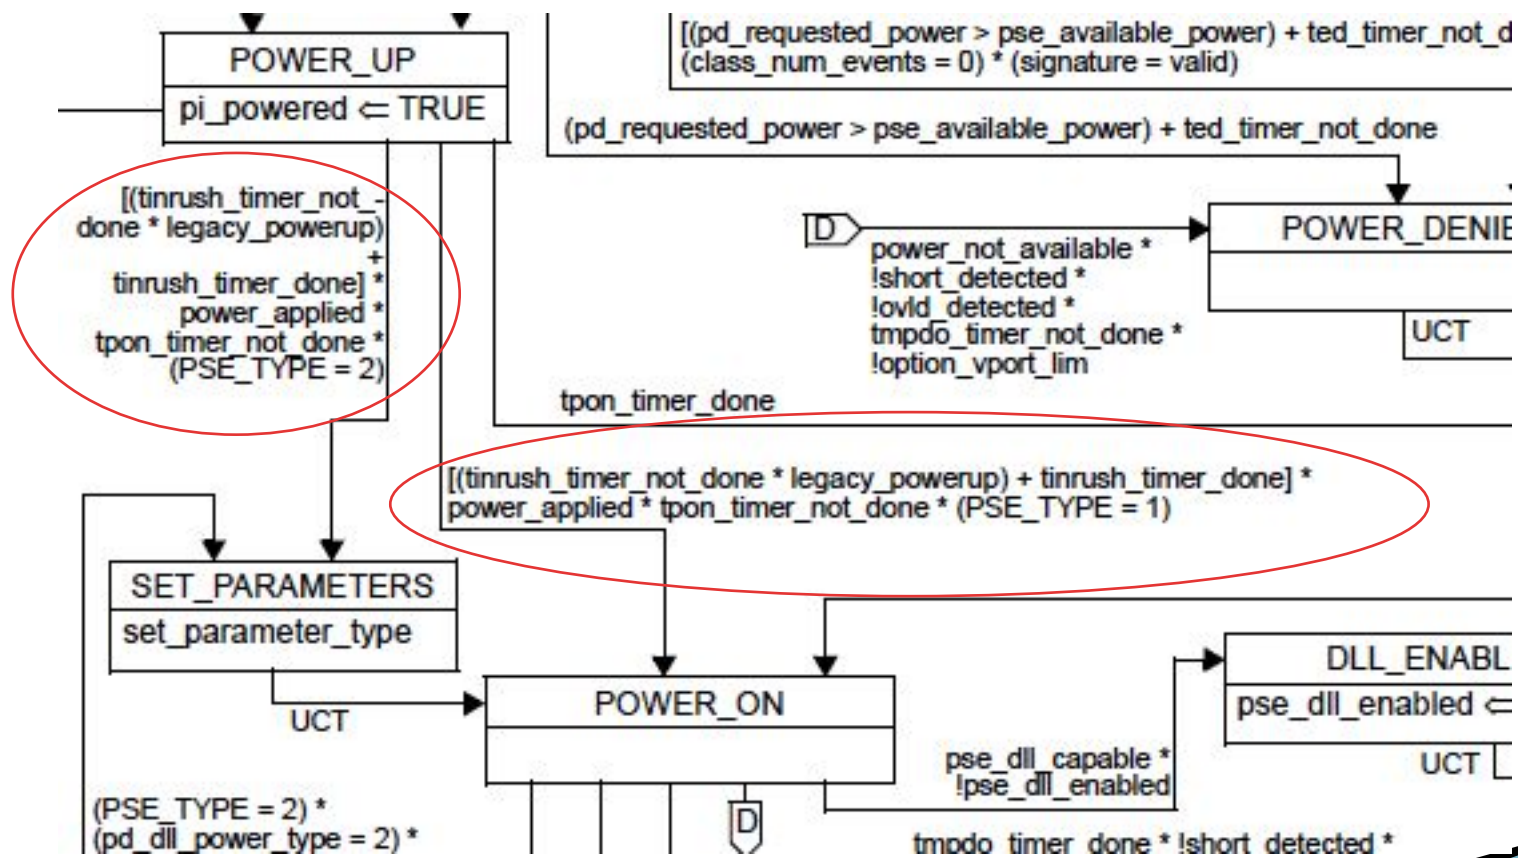 POWER_UP
pi_powered ⇐ TRUE
[(pd_requested_power > pse_available_power) + ted_timer_not_d
(class_num_events = 0) * (signature = valid)
(pd_requested_power > pse_available_power) + ted_timer_not_done
[(tinrush_timer_not_-
done * legacy_powerup)
+
tinrush_timer_done] *
power_applied *
tpon_timer_not_done *
(PSE_TYPE = 2)
D
power_not_available *
!short_detected *
!ovld_detected *
tmpdo_timer_not_done *
!option_vport_lim
POWER_DENIE
UCT
tpon_timer_done
[(tinrush_timer_not_done * legacy_powerup) + tinrush_timer_done] *
power_applied * tpon_timer_not_done * (PSE_TYPE = 1)
SET_PARAMETERS
set_parameter_type
UCT
POWER_ON
DLL_ENABL
pse_dll_enabled ⇐
UCT
pse_dll_capable *
!pse_dll_enabled
D
(PSE_TYPE = 2) *
(pd_dll_power_type = 2) *
tmpdo_timer_done * !short_detected *